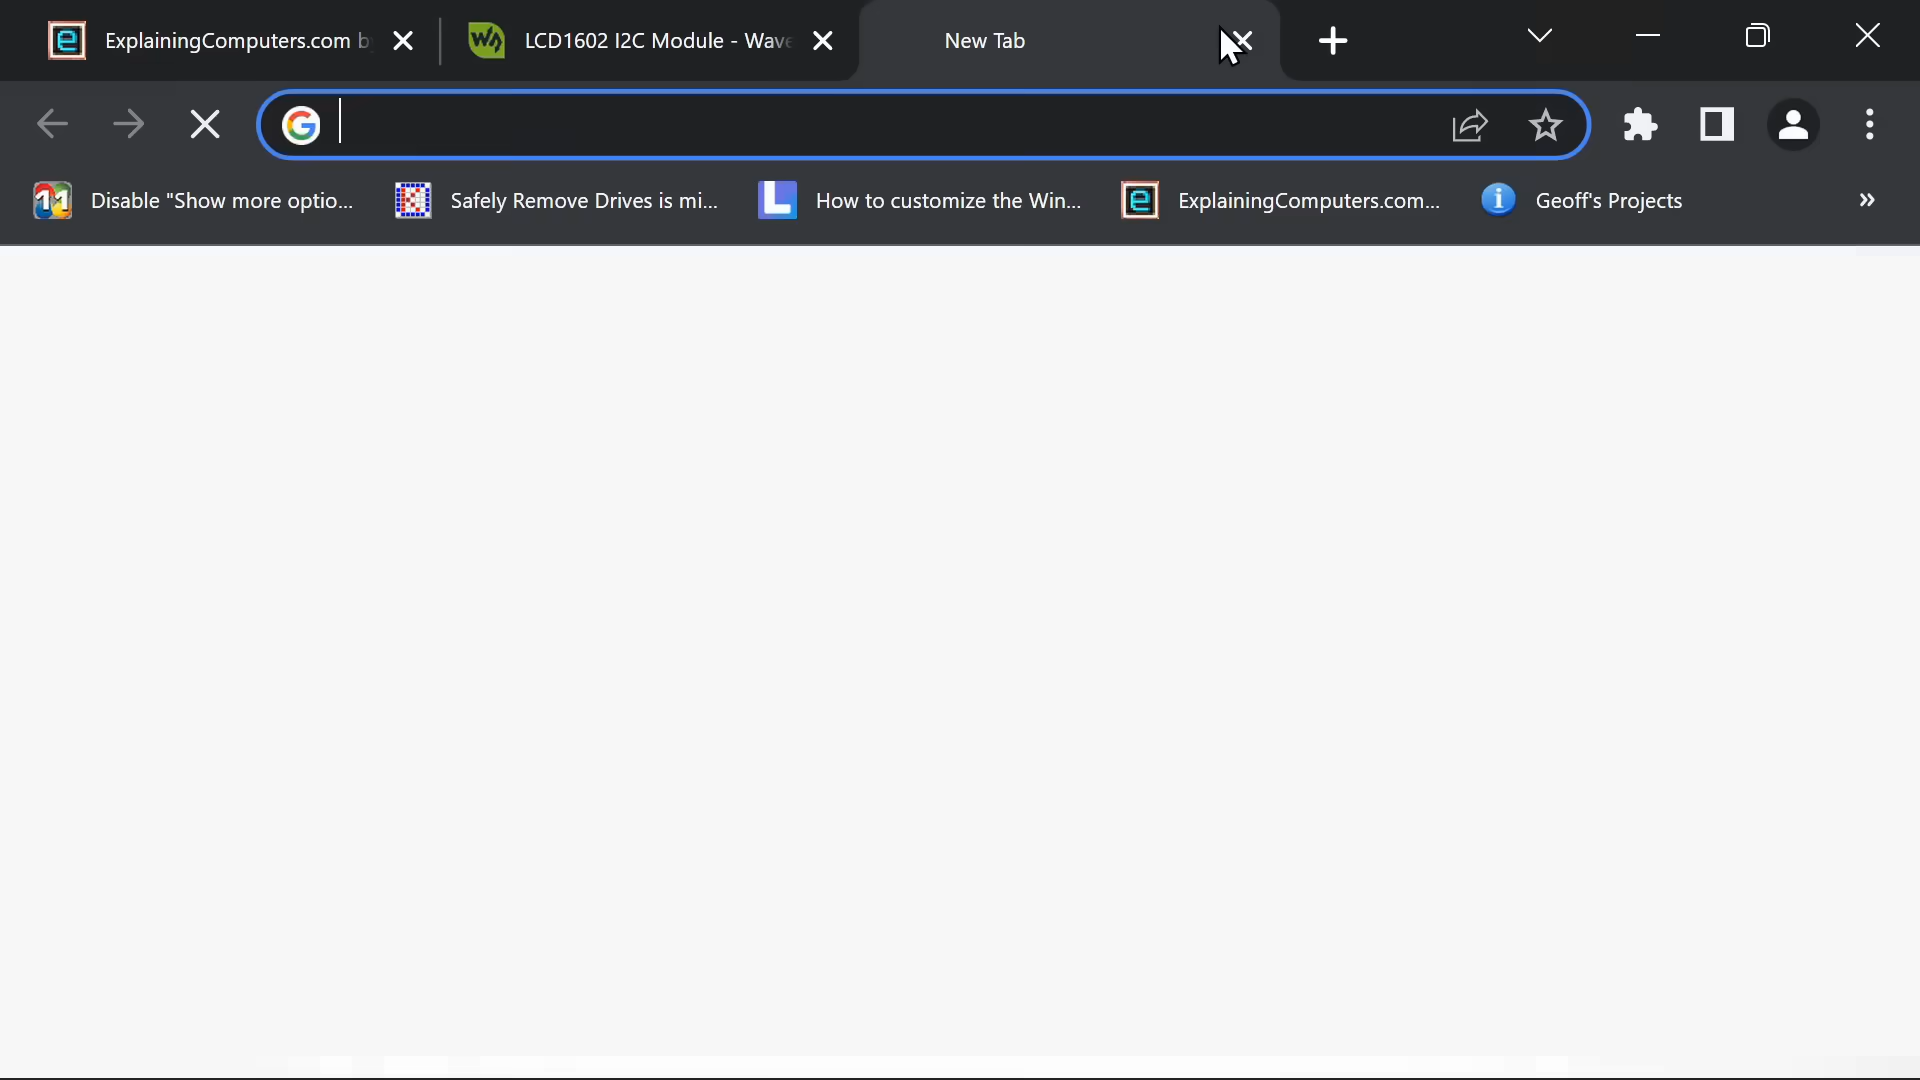 ExplainingComputers.com b
LCD1602 I2C Module - Wave
New Tab
Disable "Show more optio...
Safely Remove Drives is mi...
How to customize the Win...
ExplainingComputers.com...
Geoff's Projects